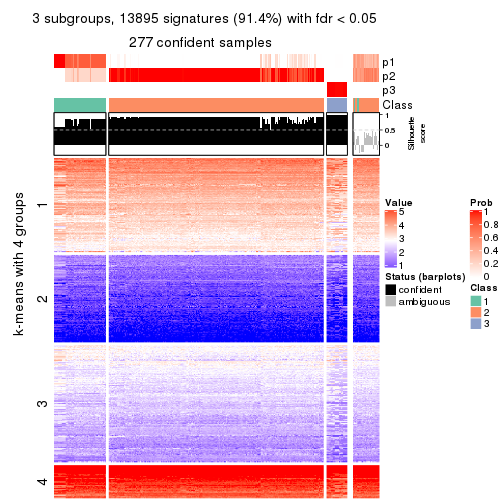 3 subgroups, 13895 signatures (91.4%) with fdr < 0.05
277 confident samples
p1
p2
p3
Class
1
0.5
0
Silhouette
score
k-means with 4 groups
1
2
3
4
Value
5
4
3
2
1
Status (barplots)
confident
ambiguous
Prob
1
0.8
0.6
0.4
0.2
0
Class
1
2
3